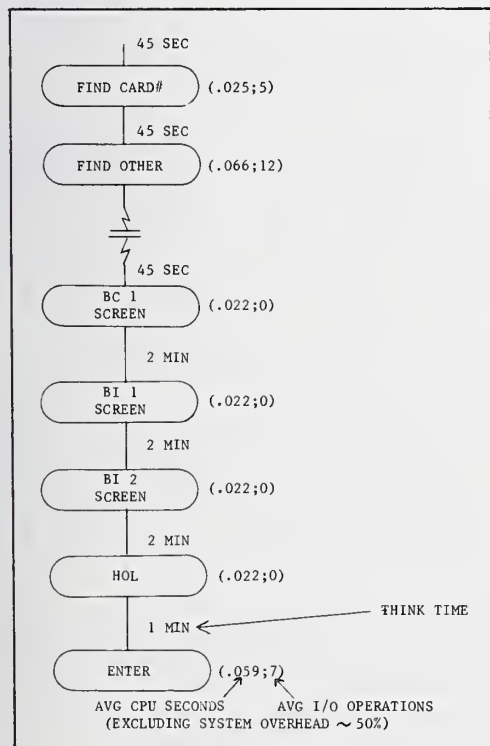 45 SEC
FIND CARD# (.025;5)
45 SEC
FIND OTHER (.066;12)
45 SEC
BC 1
SCREEN (.022;0)
2 MIN
BI 1
SCREEN (.022;0)
2 MIN
BI 2
SCREEN (.022;0)
2 MIN
HOL (.022;0)
THINK TIME
1 MIN
ENTER (.059;7)
AVG CPU SECONDS AVG I/O OPERATIONS
(EXCLUDING SYSTEM OVERHEAD ~ 50%)